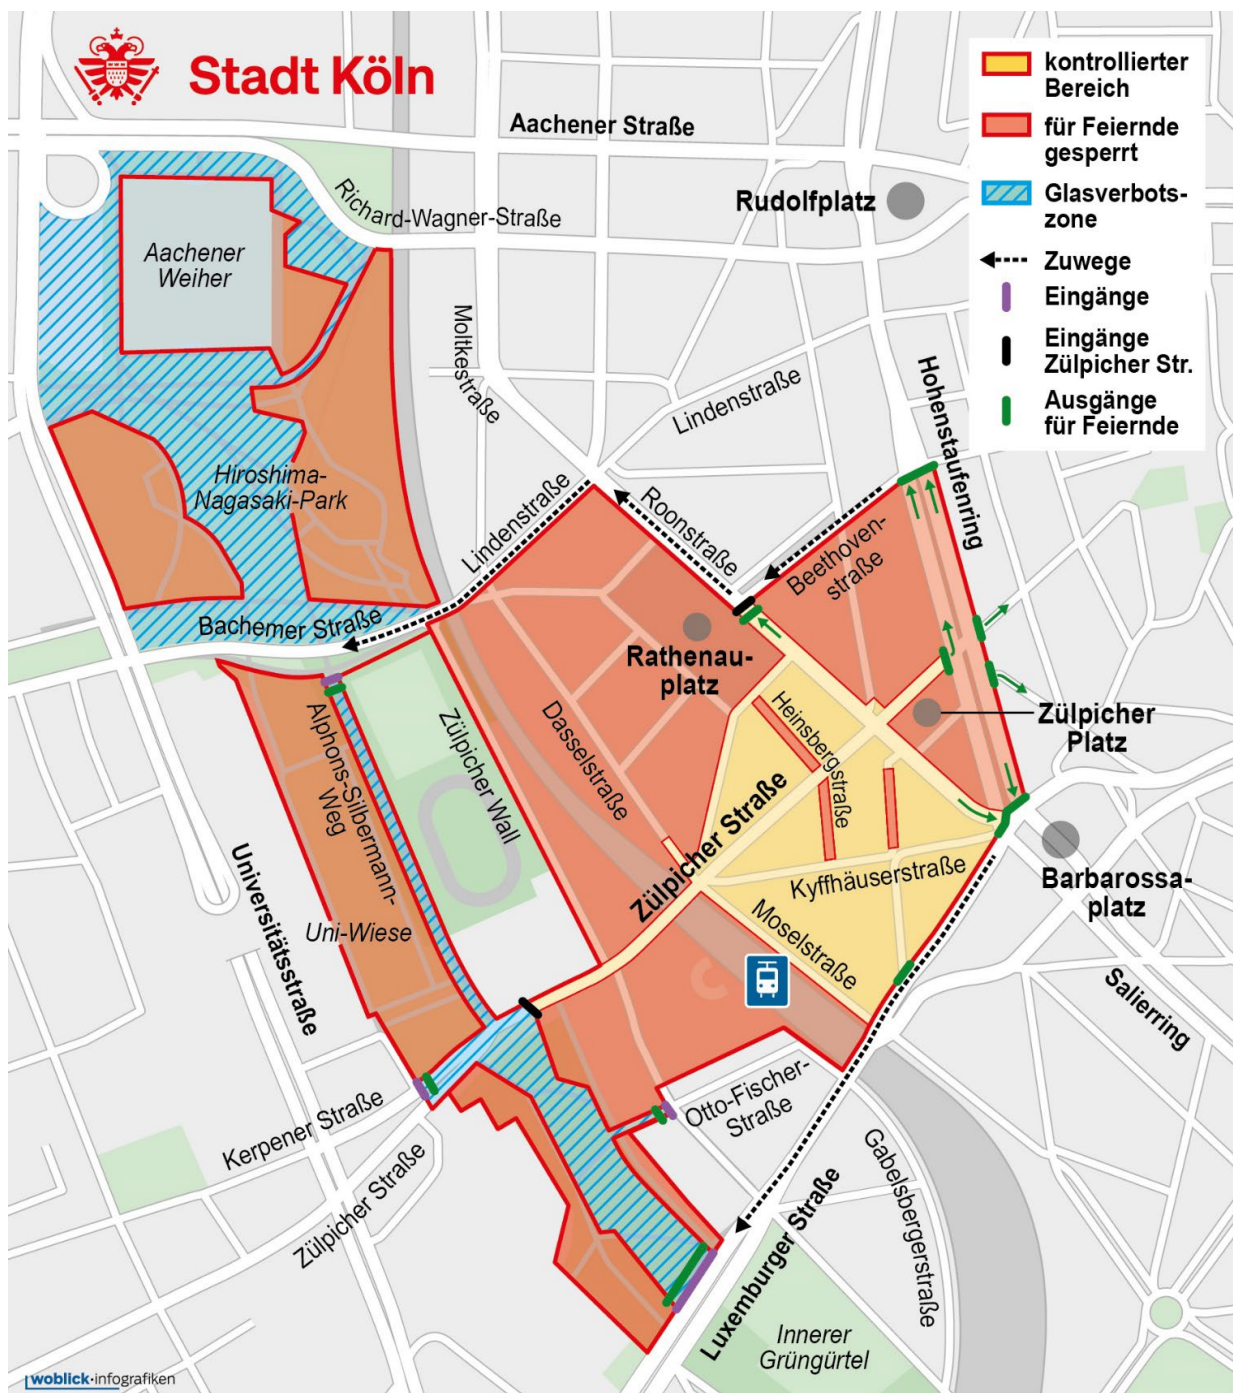 Stadt Köln
kontrollierter
Bereich
für Feiernde
gesperrt
Glasverbots-
zone
Zuwege
Eingänge
Eingänge
Zülpicher Str.
Ausgänge
für Feiernde
Aachener Straße
Rudolfplatz
Richard-Wagner-Straße
Aachener
Weiher
Moltkestraße
Lindenstraße
Hohenstaufenring
Hiroshima-
Nagasaki-Park
Lindenstraße
Roonstraße
Beethoven-
straße
Bachemer Straße
Rathenau-
platz
Zülpicher
Platz
Alphons-Silbermann-
Weg
Zülpicher Wall
Dasselstraße
Heinsbergstraße
Zülpicher Straße
Kyffhäuserstraße
Barbarossa-
platz
Universitätsstraße
Uni-Wiese
Moselstraße
Salierring
Otto-Fischer-
Straße
Kerpener Straße
Zülpicher Straße
Gabelsbergerstraße
Luxemburger Straße
Innerer
Grüngürtel
woblick·infografiken